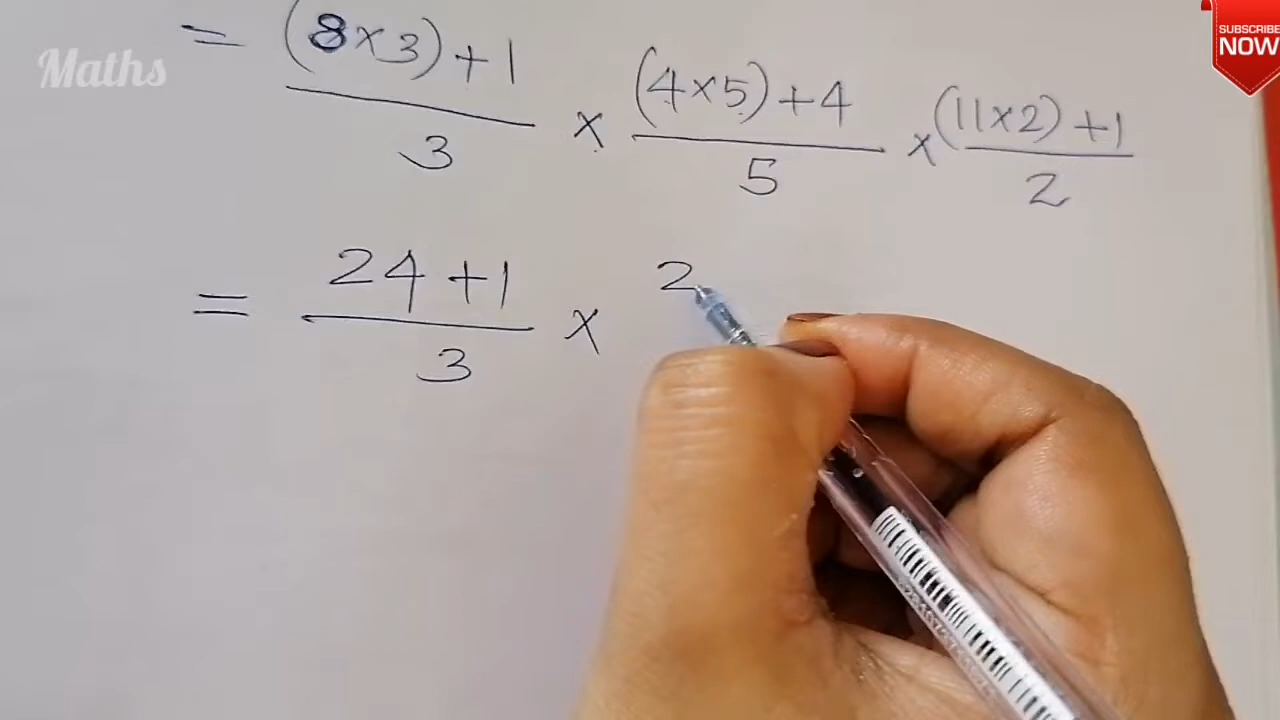 Maths
SUBSCRIBE
NOW
= (8×3)+1 / 3 × (4×5)+4 / 5 × (11×2)+1 / 2
= 24+1 / 3 × 2